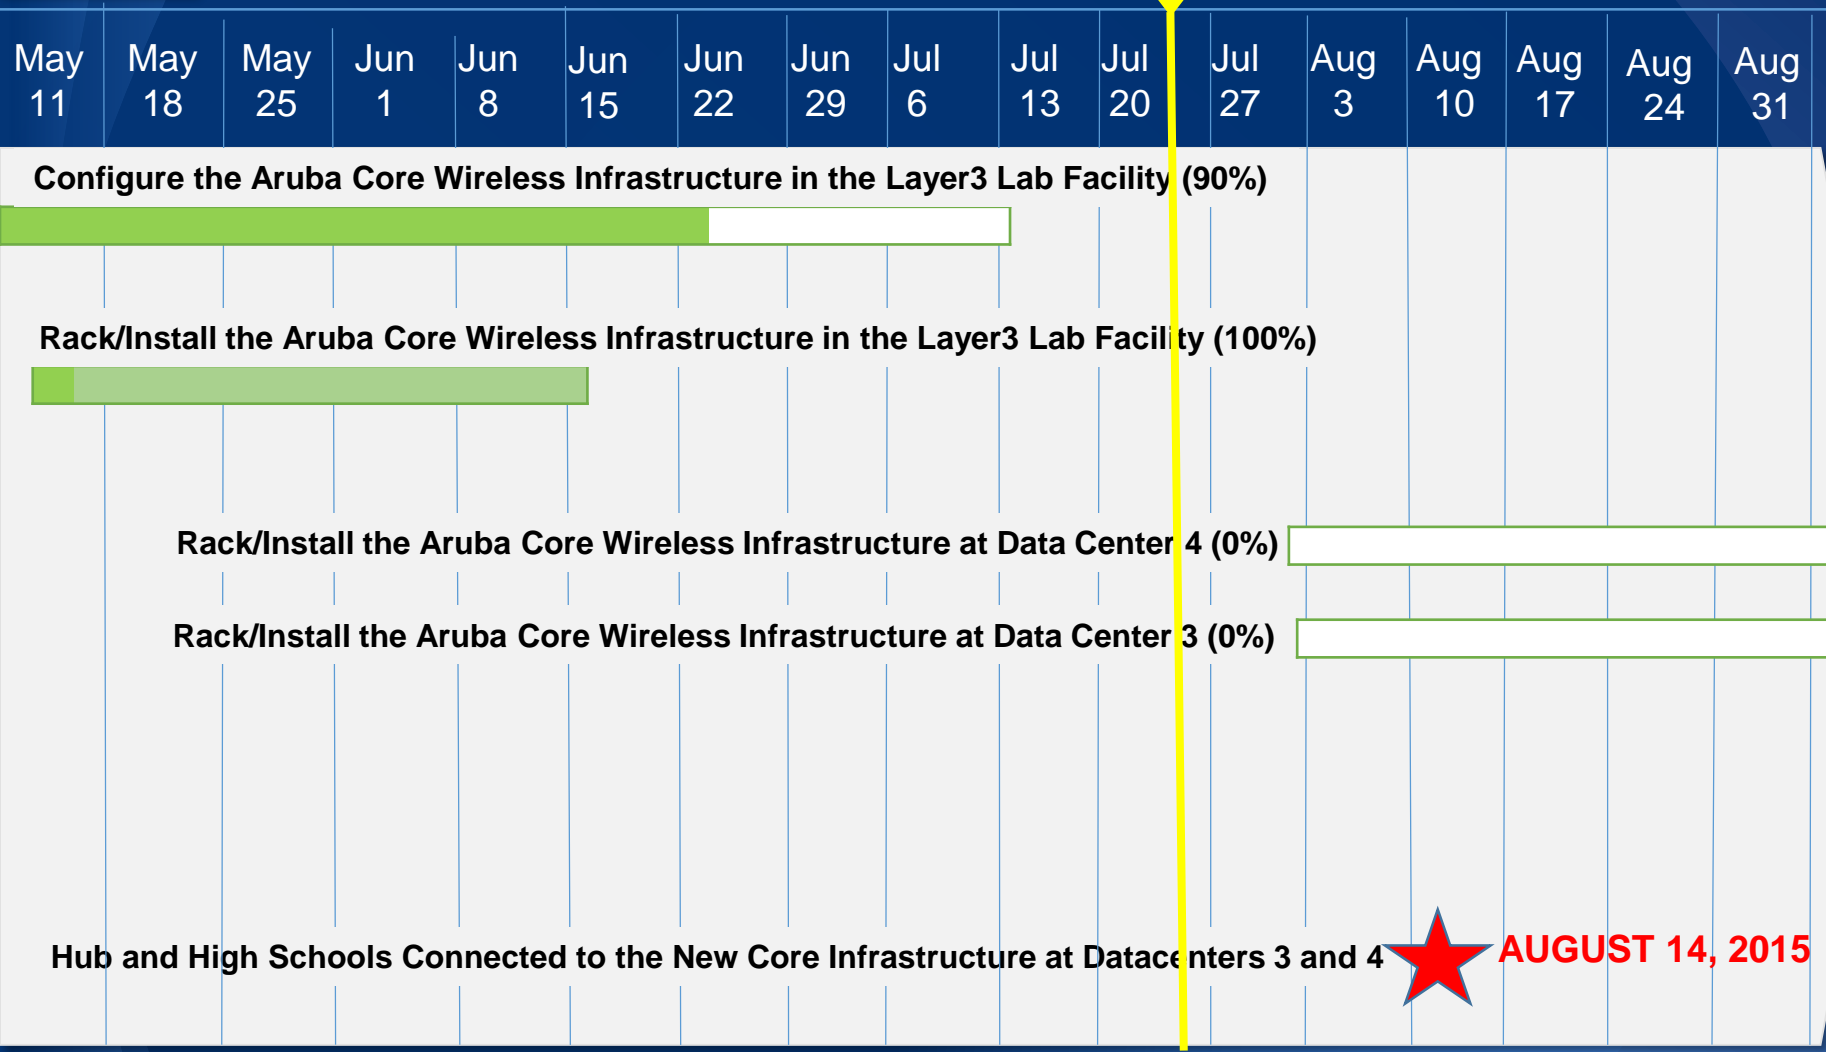 May May May Jun Jun Jun Jun Jun Jul Jul Jul Jul Aug Aug Aug Aug Aug
11 18 25 1 8 15 22 29 6 13 20 27 3 10 17 24 31
Configure the Aruba Core Wireless Infrastructure in the Layer3 Lab Facility (90%)
Rack/Install the Aruba Core Wireless Infrastructure in the Layer3 Lab Facility (100%)
Rack/Install the Aruba Core Wireless Infrastructure at Data Center 4 (0%)
Rack/Install the Aruba Core Wireless Infrastructure at Data Center 3 (0%)
Hub and High Schools Connected to the New Core Infrastructure at Datacenters 3 and 4 AUGUST 14, 2015